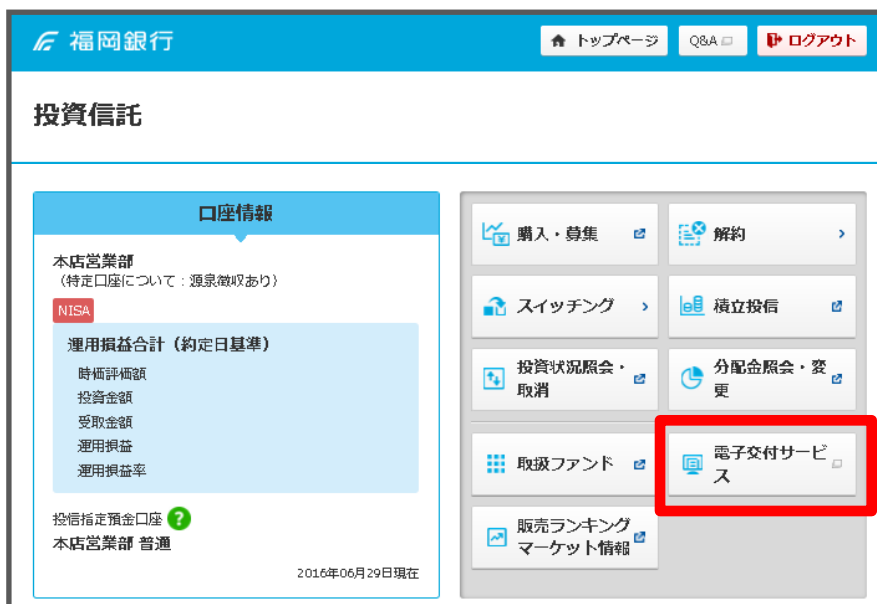 福岡銀行
トップページ
Q&A
ログアウト
投資信託
口座情報
本店営業部
(特定口座について:源泉徴収あり)
NISA
運用損益合計(約定日基準)
時価評価額
投資金額
受取金額
運用損益
運用損益率
投信指定預金口座 ?
本店営業部 普通
2016年06月29日現在
購入・募集
解約
スイッチング
積立投信
投資状況照会・
取消
分配金照会・変
更
取扱ファンド
電子交付サービ
ス
販売ランキング
マーケット情報